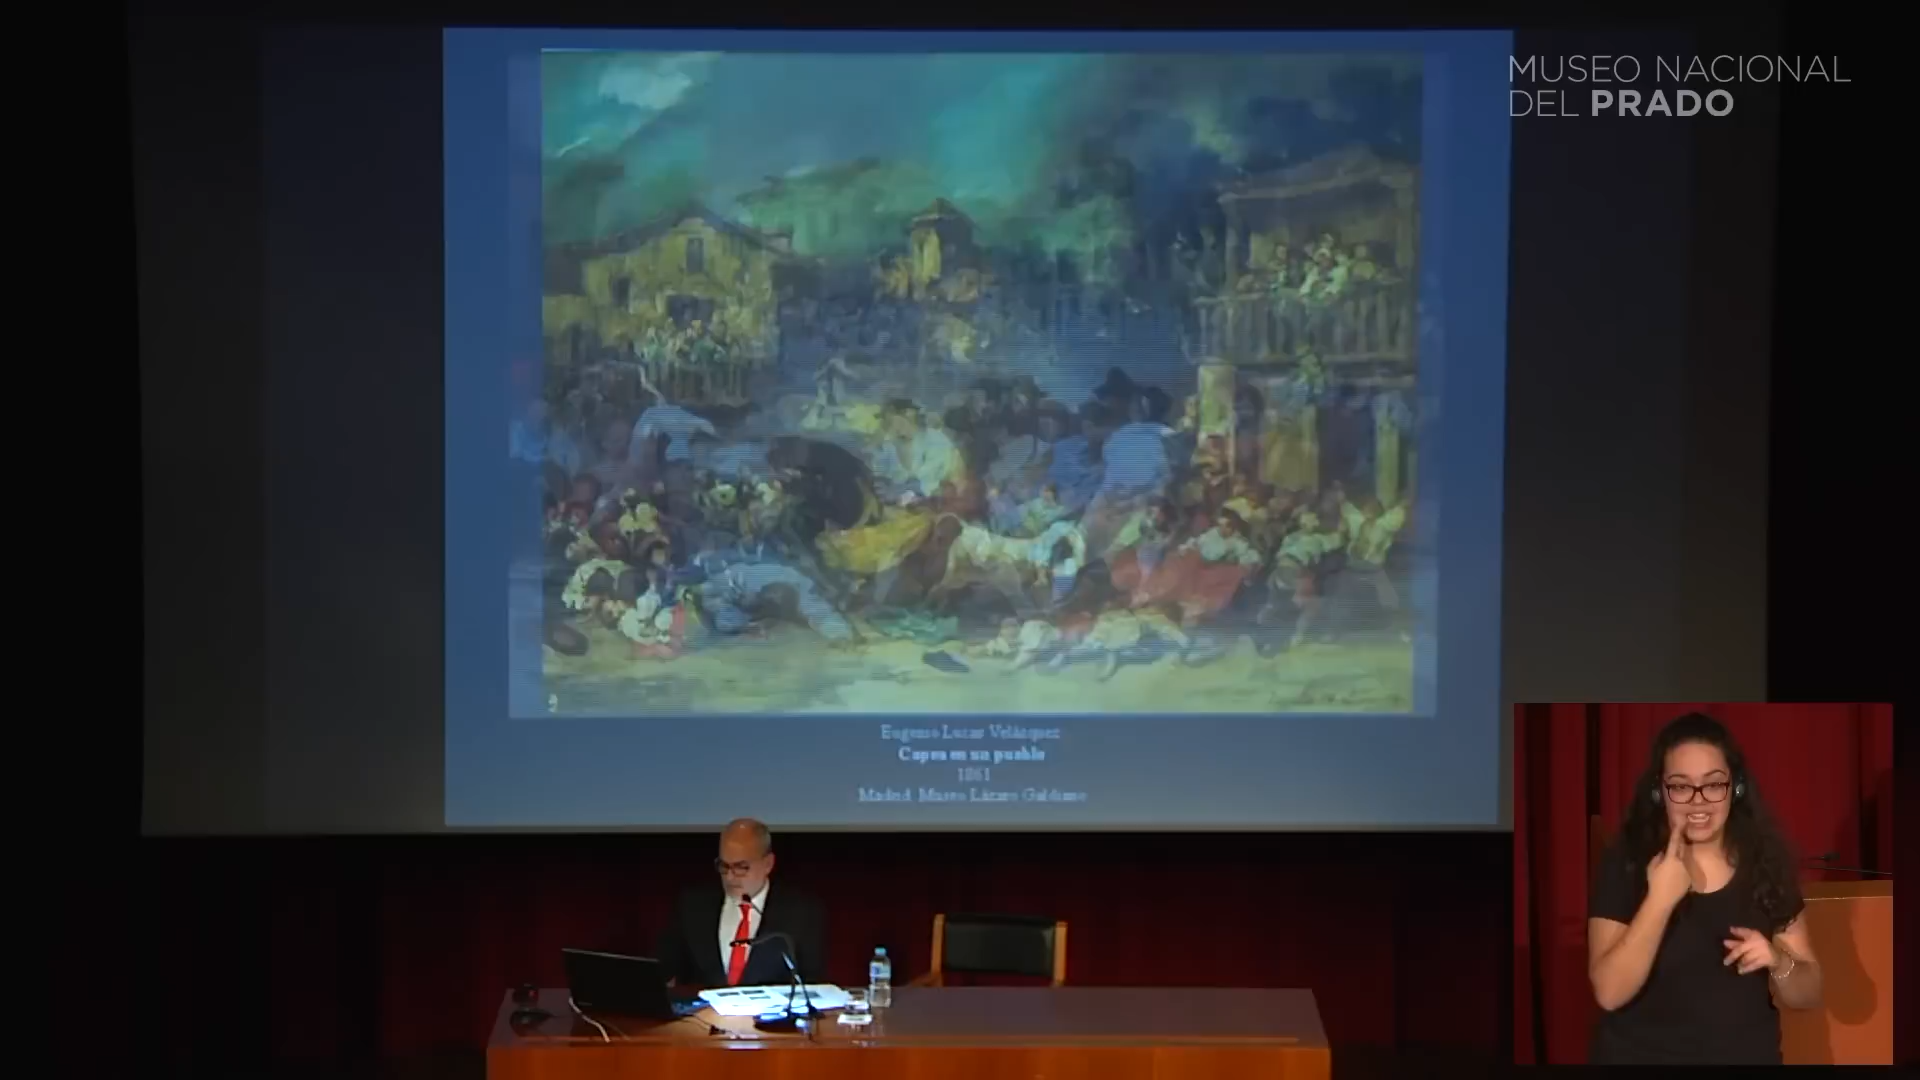 MUSEO NACIONAL
DEL PRADO
Eugenio Lucas Velázquez
Capea en un pueblo
1861
Madrid. Museo Lázaro Galdiano